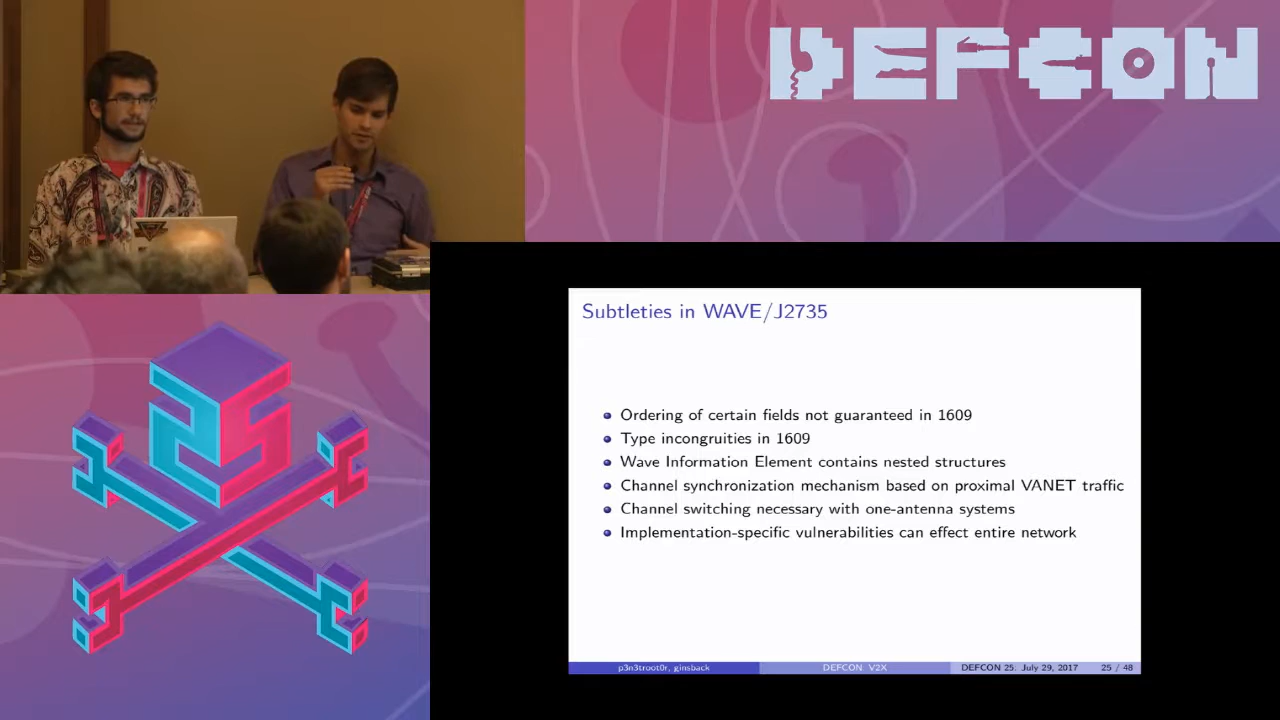 DEFCON
Subtleties in WAVE/J2735
Ordering of certain fields not guaranteed in 1609
Type incongruities in 1609
Wave Information Element contains nested structures
Channel synchronization mechanism based on proximal VANET traffic
Channel switching necessary with one-antenna systems
Implementation-specific vulnerabilities can effect entire network
p3n3troot0r, ginsback DEFCON V2X DEFCON 25: July 29, 2017 25 / 48